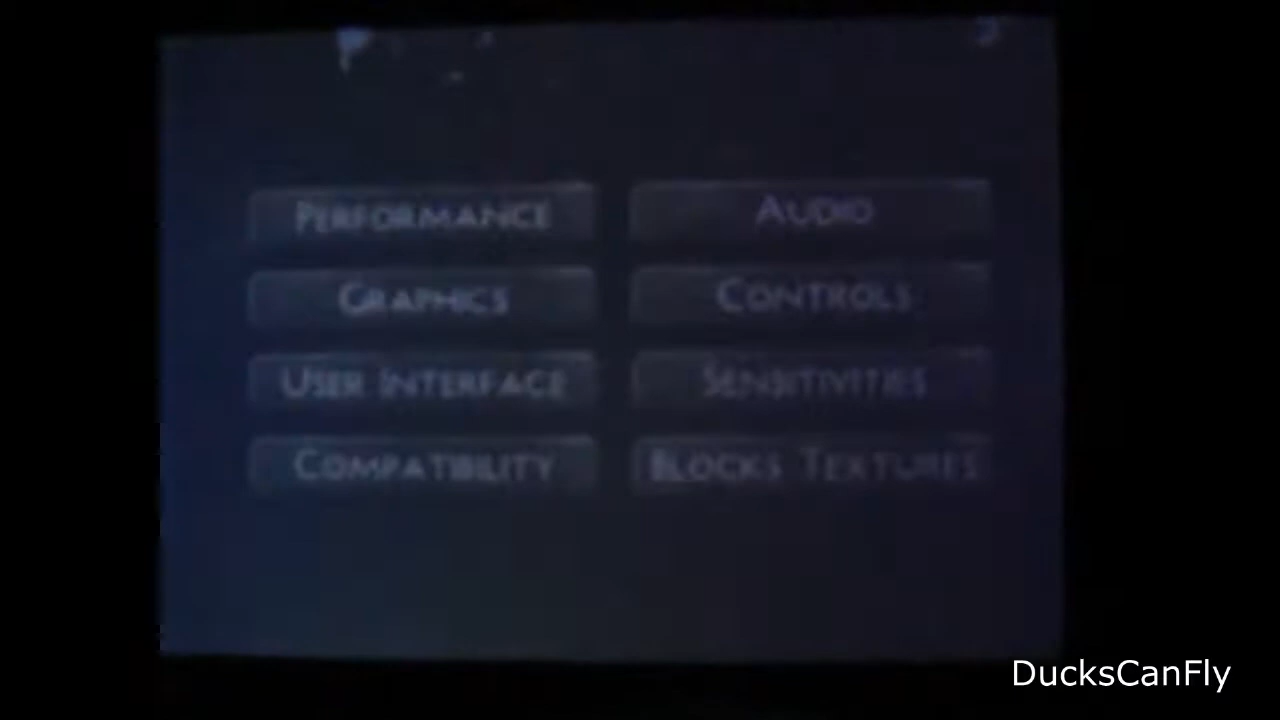 PERFORMANCE
AUDIO
GRAPHICS
CONTROLS
USER INTERFACE
SENSITIVITIES
COMPATIBILITY
BLOCKS TEXTURES
DucksCanFly